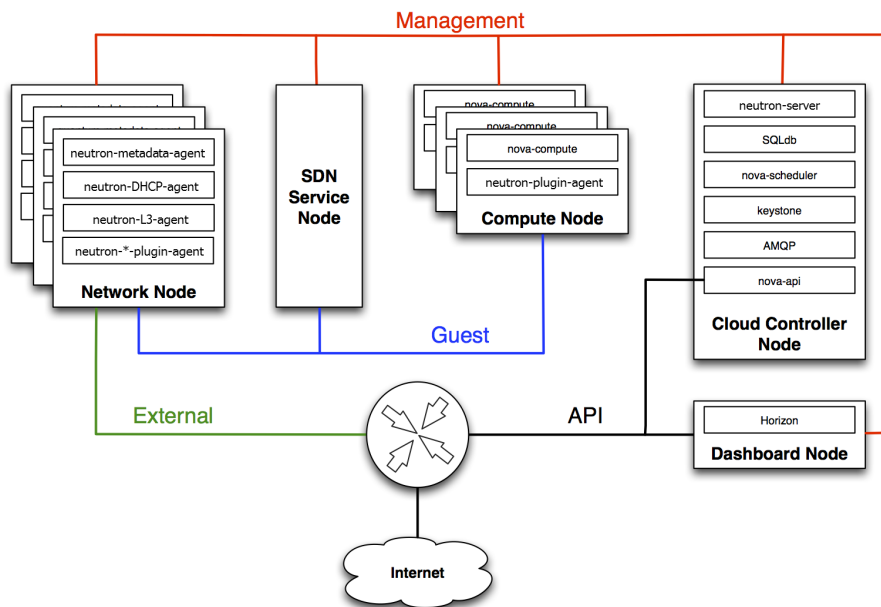 Management
nova-compute
nova-compute
nova-compute
neutron-plugin-agent
Compute Node
neutron-metadata-agent
neutron-DHCP-agent
neutron-L3-agent
neutron-*-plugin-agent
Network Node
SDN
Service
Node
neutron-server
SQLdb
nova-scheduler
keystone
AMQP
nova-api
Cloud Controller
Node
Guest
External
API
Horizon
Dashboard Node
Internet